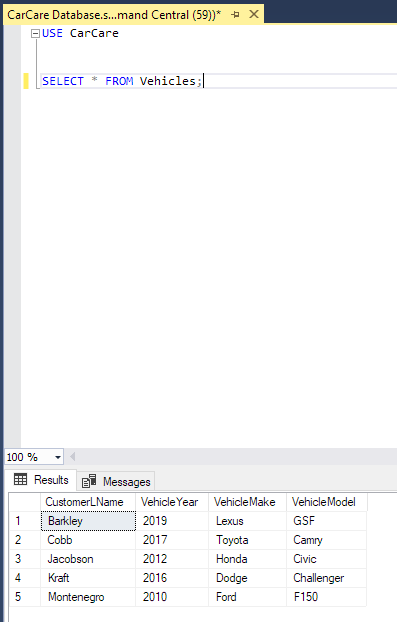 CarCare Database.s...mand Central (59))*
USE CarCare
SELECT * FROM Vehicles;
100 %
Results Messages
CustomerLName VehicleYear VehicleMake VehicleModel
1 Barkley 2019 Lexus GSF
2 Cobb 2017 Toyota Camry
3 Jacobson 2012 Honda Civic
4 Kraft 2016 Dodge Challenger
5 Montenegro 2010 Ford F150